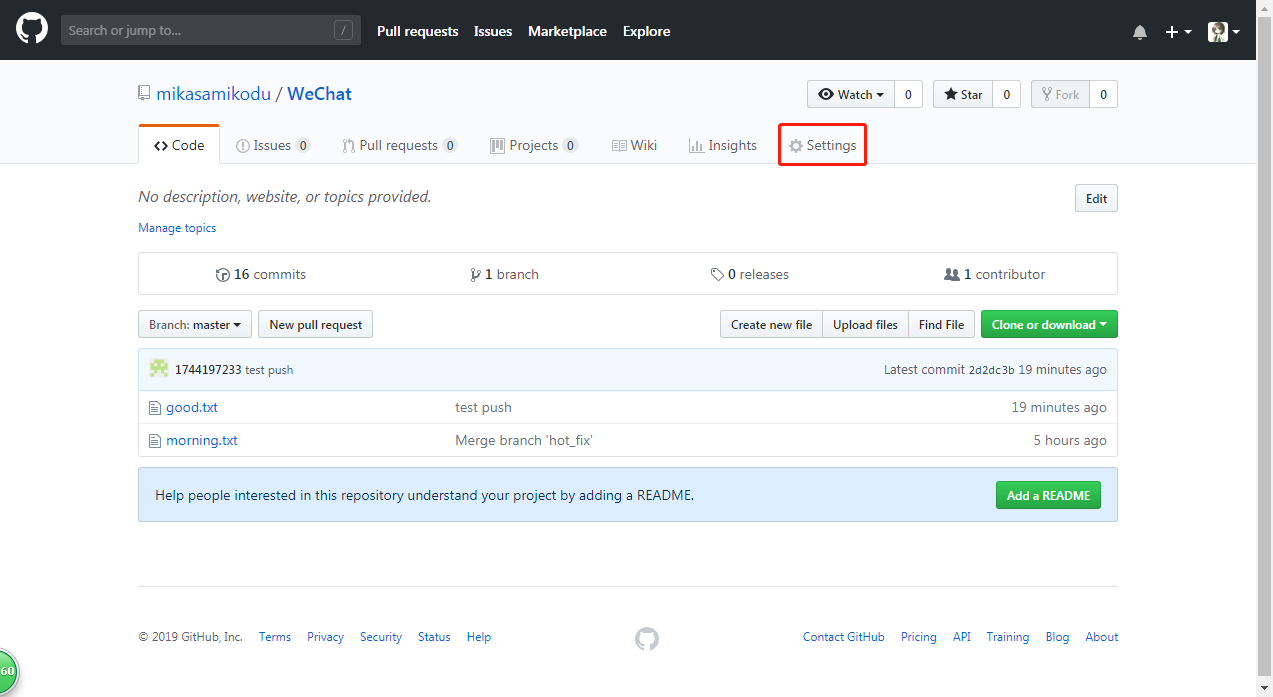 Search or jump to... / Pull requests Issues Marketplace Explore
mikasamikodu / WeChat Watch 0 Star 0 Fork 0
Code Issues 0 Pull requests 0 Projects 0 Wiki Insights Settings
No description, website, or topics provided. Edit
Manage topics
16 commits 1 branch 0 releases 1 contributor
Branch: master New pull request Create new file Upload files Find File Clone or download
1744197233 test push Latest commit 2d2dc3b 19 minutes ago
good.txt test push 19 minutes ago
morning.txt Merge branch 'hot_fix' 5 hours ago
Help people interested in this repository understand your project by adding a README. Add a README
© 2019 GitHub, Inc. Terms Privacy Security Status Help Contact GitHub Pricing API Training Blog About
60